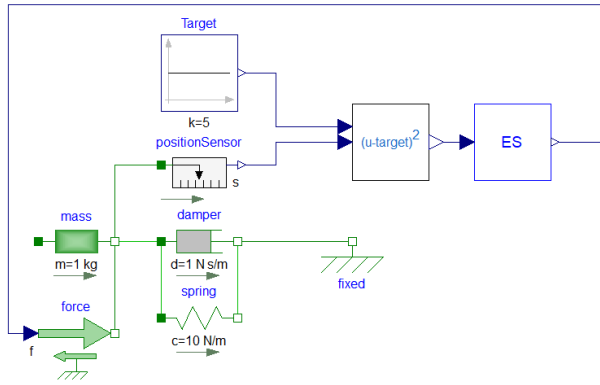 Target
k=5
positionSensor
s
(u-target)²
ES
mass
m=1 kg
damper
d=1 N s/m
spring
c=10 N/m
fixed
force
f